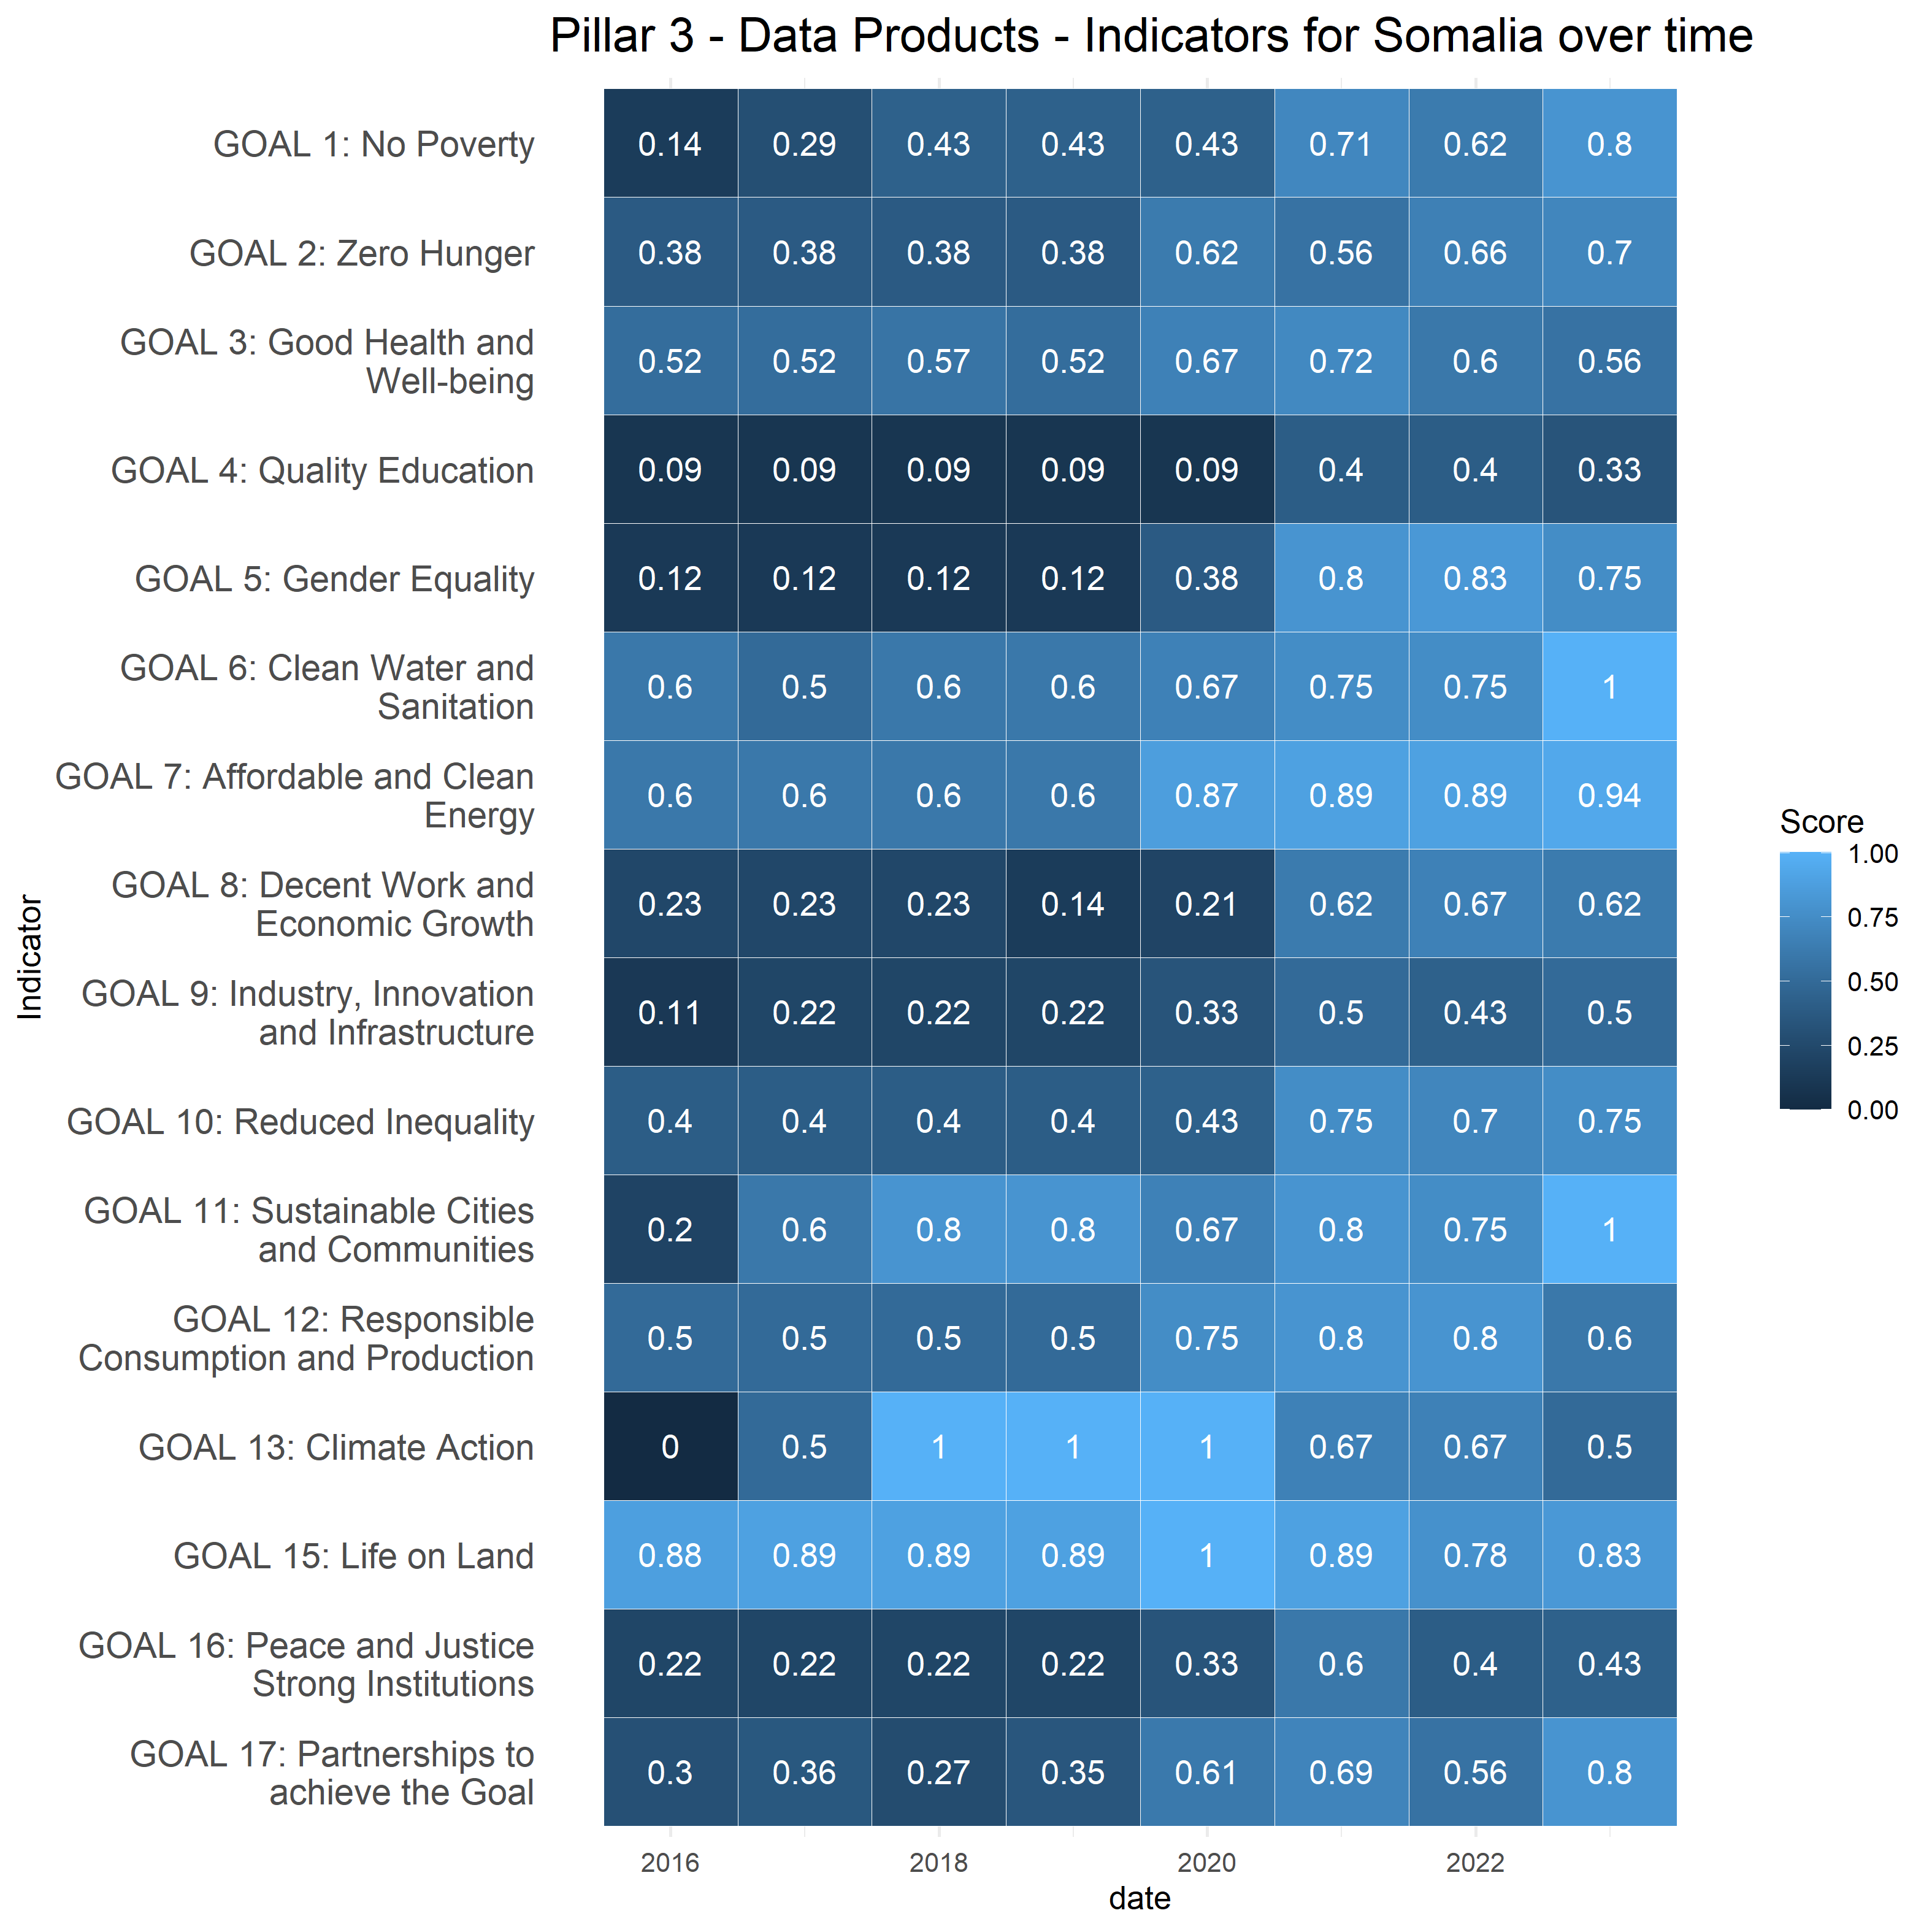 Pillar 3 - Data Products - Indicators for Somalia over time
GOAL 1: No Poverty
0.14 0.29 0.43 0.43 0.43 0.71 0.62 0.8
GOAL 2: Zero Hunger
0.38 0.38 0.38 0.38 0.62 0.56 0.66 0.7
GOAL 3: Good Health and
Well-being
0.52 0.52 0.57 0.52 0.67 0.72 0.6 0.56
GOAL 4: Quality Education
0.09 0.09 0.09 0.09 0.09 0.4 0.4 0.33
GOAL 5: Gender Equality
0.12 0.12 0.12 0.12 0.38 0.8 0.83 0.75
GOAL 6: Clean Water and
Sanitation
0.6 0.5 0.6 0.6 0.67 0.75 0.75 1
GOAL 7: Affordable and Clean
Energy
0.6 0.6 0.6 0.6 0.87 0.89 0.89 0.94
GOAL 8: Decent Work and
Economic Growth
0.23 0.23 0.23 0.14 0.21 0.62 0.67 0.62
GOAL 9: Industry, Innovation
and Infrastructure
0.11 0.22 0.22 0.22 0.33 0.5 0.43 0.5
GOAL 10: Reduced Inequality
0.4 0.4 0.4 0.4 0.43 0.75 0.7 0.75
GOAL 11: Sustainable Cities
and Communities
0.2 0.6 0.8 0.8 0.67 0.8 0.75 1
GOAL 12: Responsible
Consumption and Production
0.5 0.5 0.5 0.5 0.75 0.8 0.8 0.6
GOAL 13: Climate Action
0 0.5 1 1 1 0.67 0.67 0.5
GOAL 15: Life on Land
0.88 0.89 0.89 0.89 1 0.89 0.78 0.83
GOAL 16: Peace and Justice
Strong Institutions
0.22 0.22 0.22 0.22 0.33 0.6 0.4 0.43
GOAL 17: Partnerships to
achieve the Goal
0.3 0.36 0.27 0.35 0.61 0.69 0.56 0.8
2016 2018 2020 2022
date
Indicator
Score
1.00
0.75
0.50
0.25
0.00